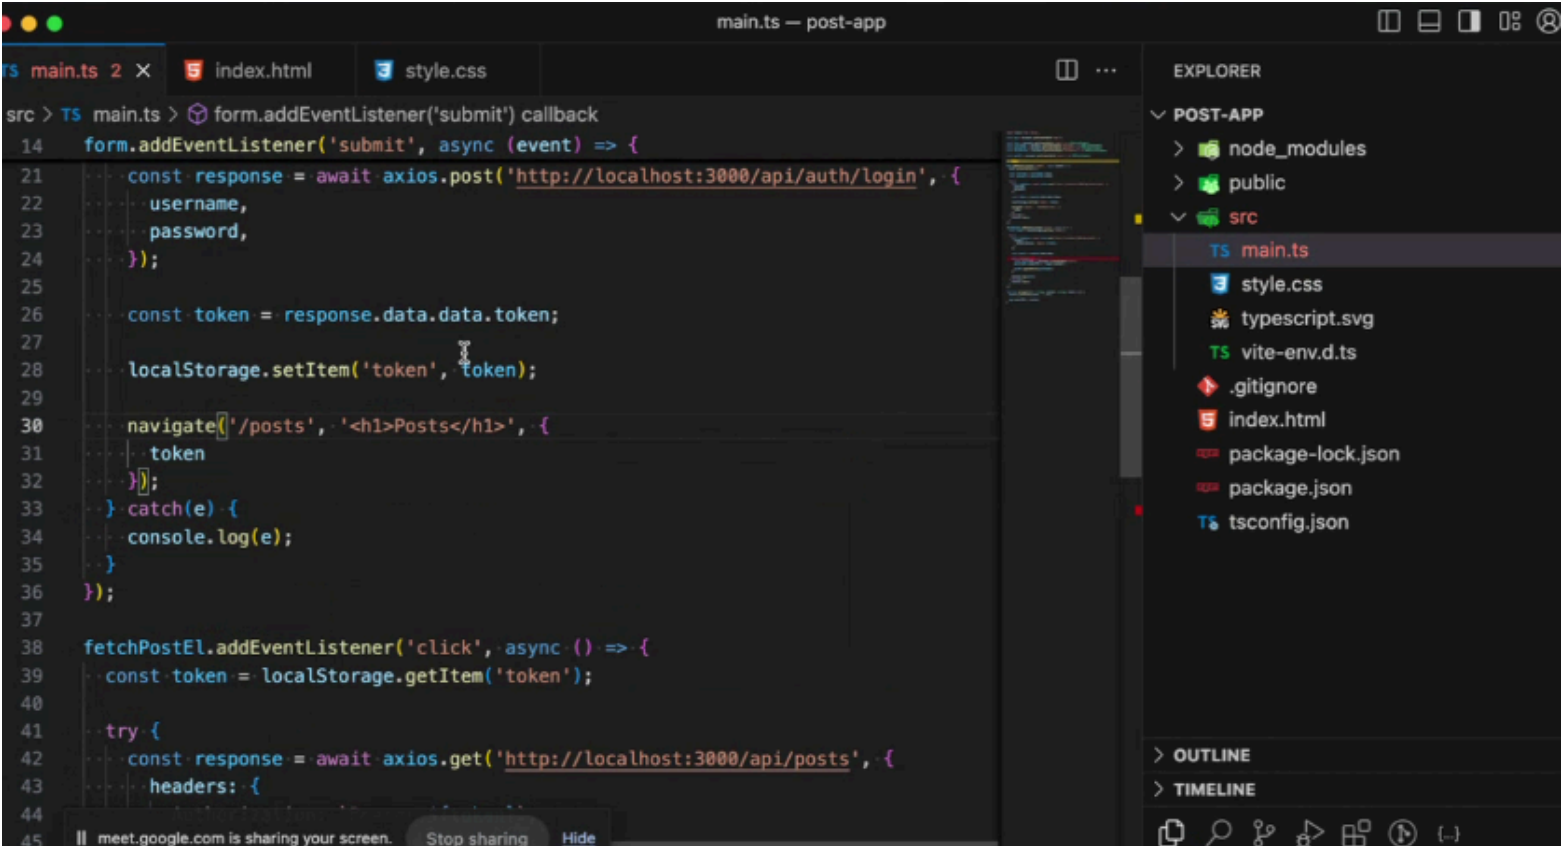 main.ts — post-app
TS main.ts 2 index.html style.css
src > TS main.ts > form.addEventListener('submit') callback
14 form.addEventListener('submit', async (event) => {
21 const response = await axios.post('http://localhost:3000/api/auth/login', {
22 username,
23 password,
24 });
25
26 const token = response.data.data.token;
27
28 localStorage.setItem('token', token);
29
30 navigate('/posts', '<h1>Posts</h1>', {
31 token
32 });
33 } catch(e) {
34 console.log(e);
35 }
36 });
37
38 fetchPostEl.addEventListener('click', async () => {
39 const token = localStorage.getItem('token');
40
41 try {
42 const response = await axios.get('http://localhost:3000/api/posts', {
43 headers: {
44
45
meet.google.com is sharing your screen. Stop sharing Hide
EXPLORER
POST-APP
node_modules
public
src
TS main.ts
style.css
typescript.svg
TS vite-env.d.ts
.gitignore
index.html
package-lock.json
package.json
TS tsconfig.json
OUTLINE
TIMELINE